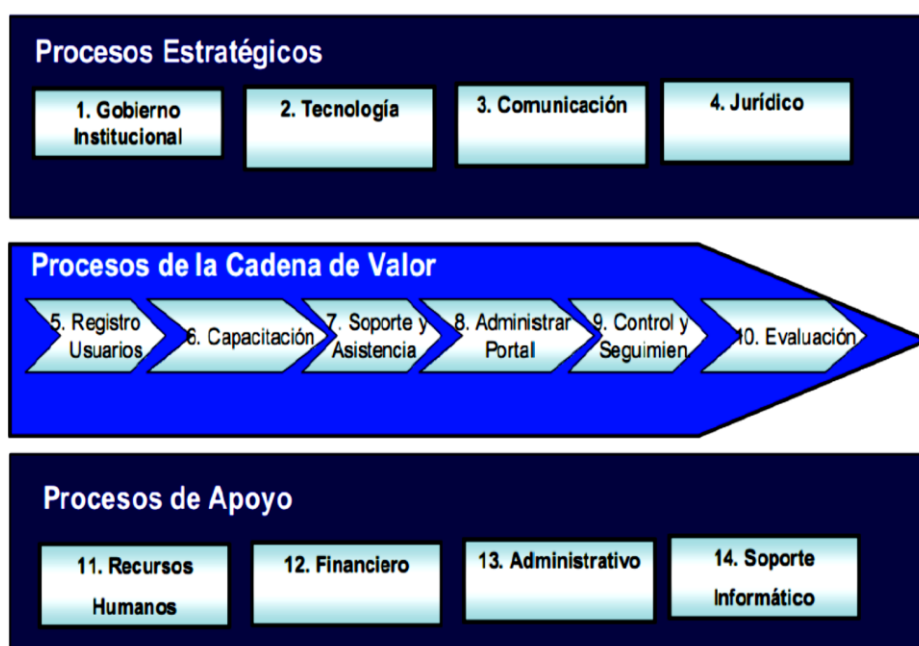 Procesos Estratégicos
1. Gobierno
Institucional
2. Tecnología
3. Comunicación
4. Jurídico
Procesos de la Cadena de Valor
5. Registro
Usuarios
6. Capacitación
7. Soporte y
Asistencia
8. Administrar
Portal
9. Control y
Seguimien
10. Evaluación
Procesos de Apoyo
11. Recursos
Humanos
12. Financiero
13. Administrativo
14. Soporte
Informático